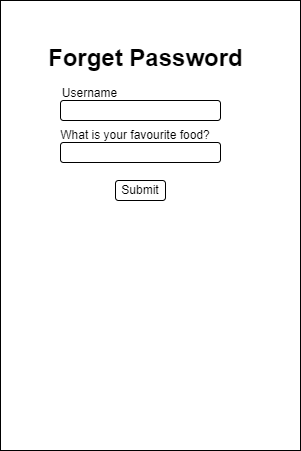 Forget Password
Username
What is your favourite food?
Submit